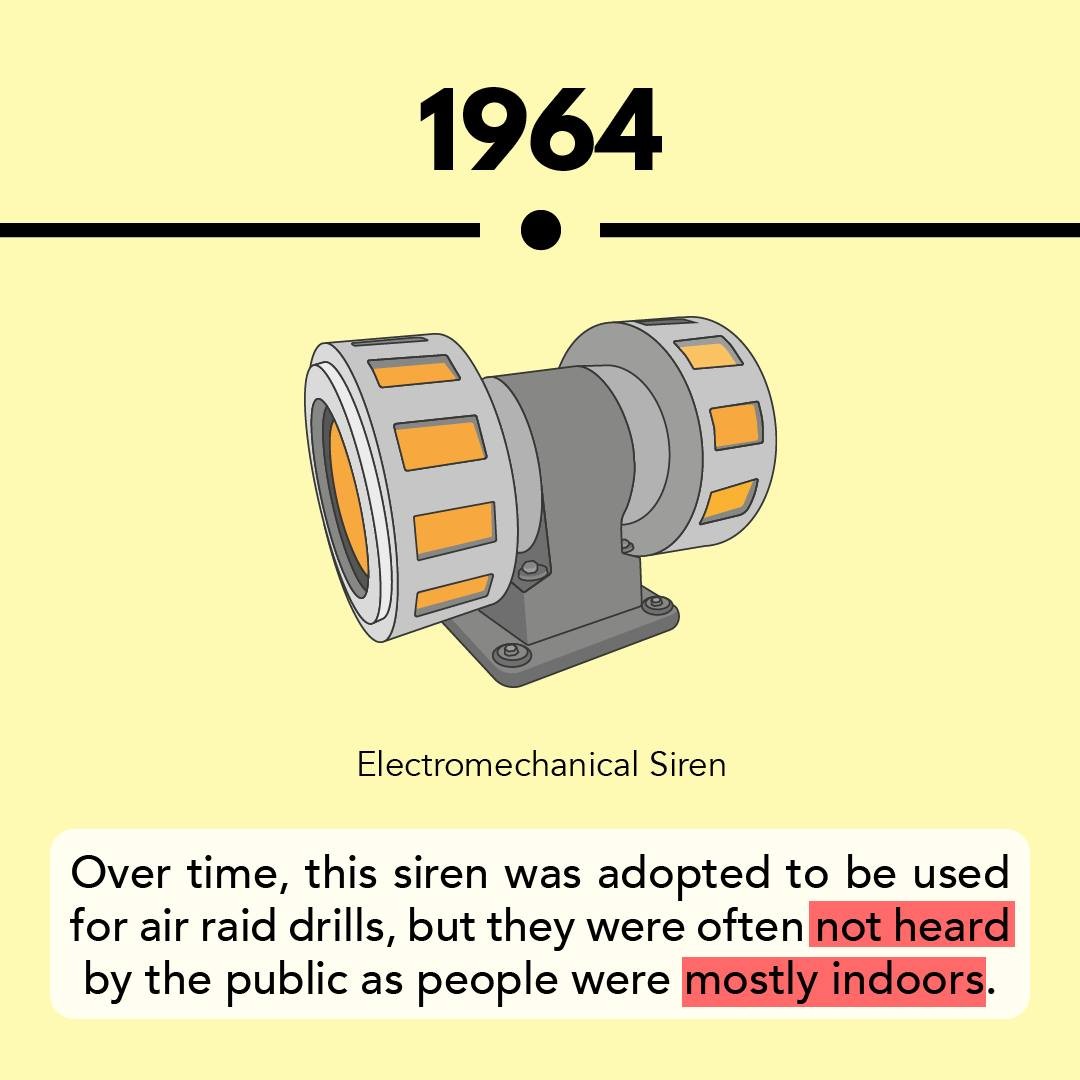 1964
Electromechanical Siren
Over time, this siren was adopted to be used
for air raid drills, but they were often not heard
by the public as people were mostly indoors.